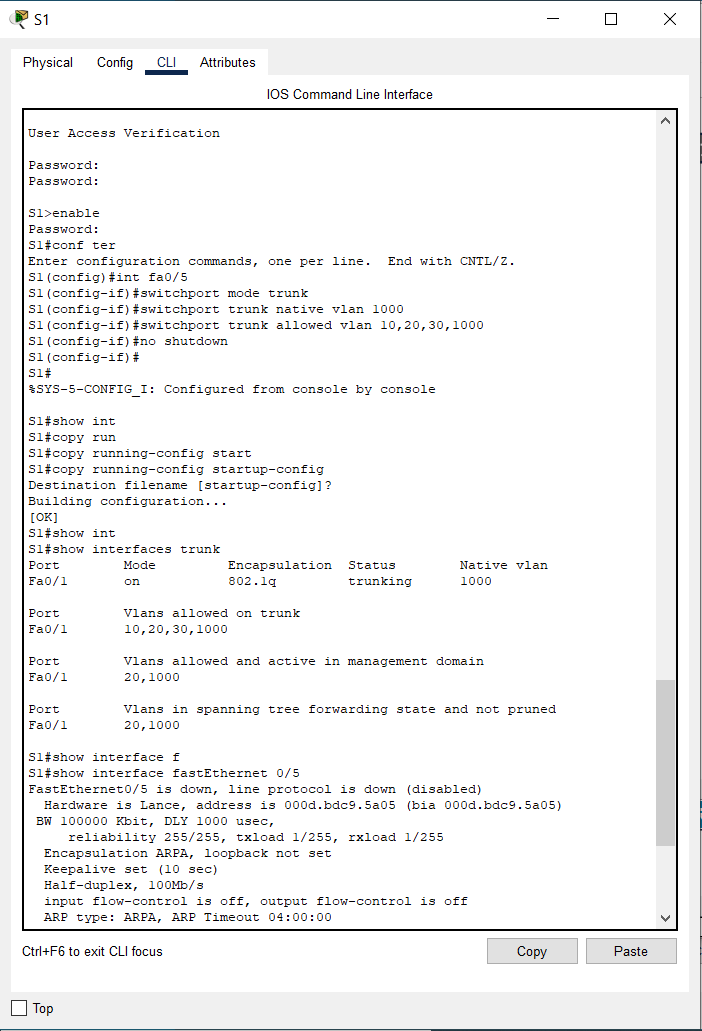 S1
Physical Config CLI Attributes
IOS Command Line Interface
User Access Verification
Password:
Password:
S1>enable
Password:
S1#conf ter
Enter configuration commands, one per line.  End with CNTL/Z.
S1(config)#int fa0/5
S1(config-if)#switchport mode trunk
S1(config-if)#switchport trunk native vlan 1000
S1(config-if)#switchport trunk allowed vlan 10,20,30,1000
S1(config-if)#no shutdown
S1(config-if)#
S1#
%SYS-5-CONFIG_I: Configured from console by console
S1#show int
S1#copy run
S1#copy running-config start
S1#copy running-config startup-config
Destination filename [startup-config]?
Building configuration...
[OK]
S1#show int
S1#show interfaces trunk
Port        Mode         Encapsulation  Status        Native vlan
Fa0/1       on           802.1q         trunking      1000
Port        Vlans allowed on trunk
Fa0/1       10,20,30,1000
Port        Vlans allowed and active in management domain
Fa0/1       20,1000
Port        Vlans in spanning tree forwarding state and not pruned
Fa0/1       20,1000
S1#show interface f
S1#show interface fastEthernet 0/5
FastEthernet0/5 is down, line protocol is down (disabled)
  Hardware is Lance, address is 000d.bdc9.5a05 (bia 000d.bdc9.5a05)
 BW 100000 Kbit, DLY 1000 usec,
     reliability 255/255, txload 1/255, rxload 1/255
  Encapsulation ARPA, loopback not set
  Keepalive set (10 sec)
  Half-duplex, 100Mb/s
  input flow-control is off, output flow-control is off
  ARP type: ARPA, ARP Timeout 04:00:00
Ctrl+F6 to exit CLI focus
Copy Paste
Top